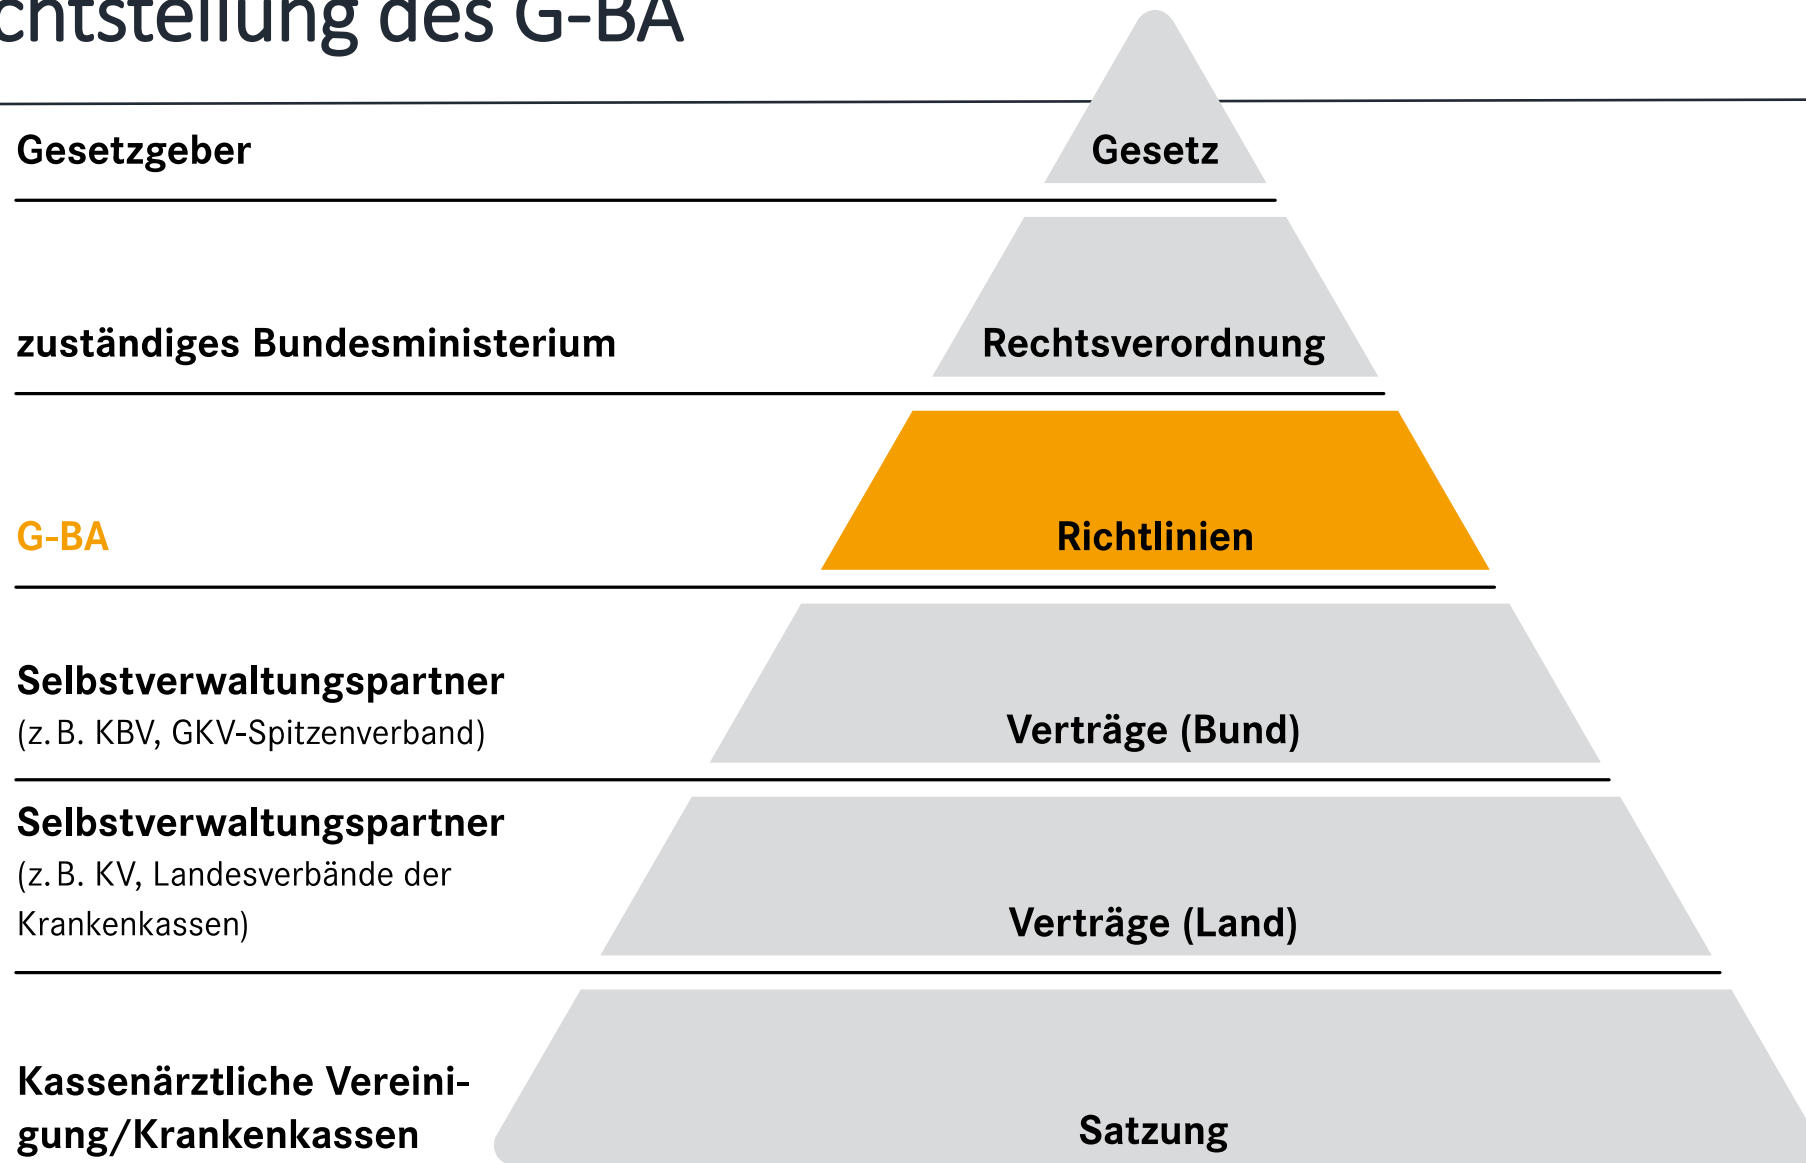 chtstellung des G-BA
Gesetzgeber
Gesetz
zuständiges Bundesministerium
Rechtsverordnung
G-BA
Richtlinien
Selbstverwaltungspartner
(z. B. KBV, GKV-Spitzenverband)
Verträge (Bund)
Selbstverwaltungspartner
(z. B. KV, Landesverbände der
Krankenkassen)
Verträge (Land)
Kassenärztliche Vereini-
gung/Krankenkassen
Satzung